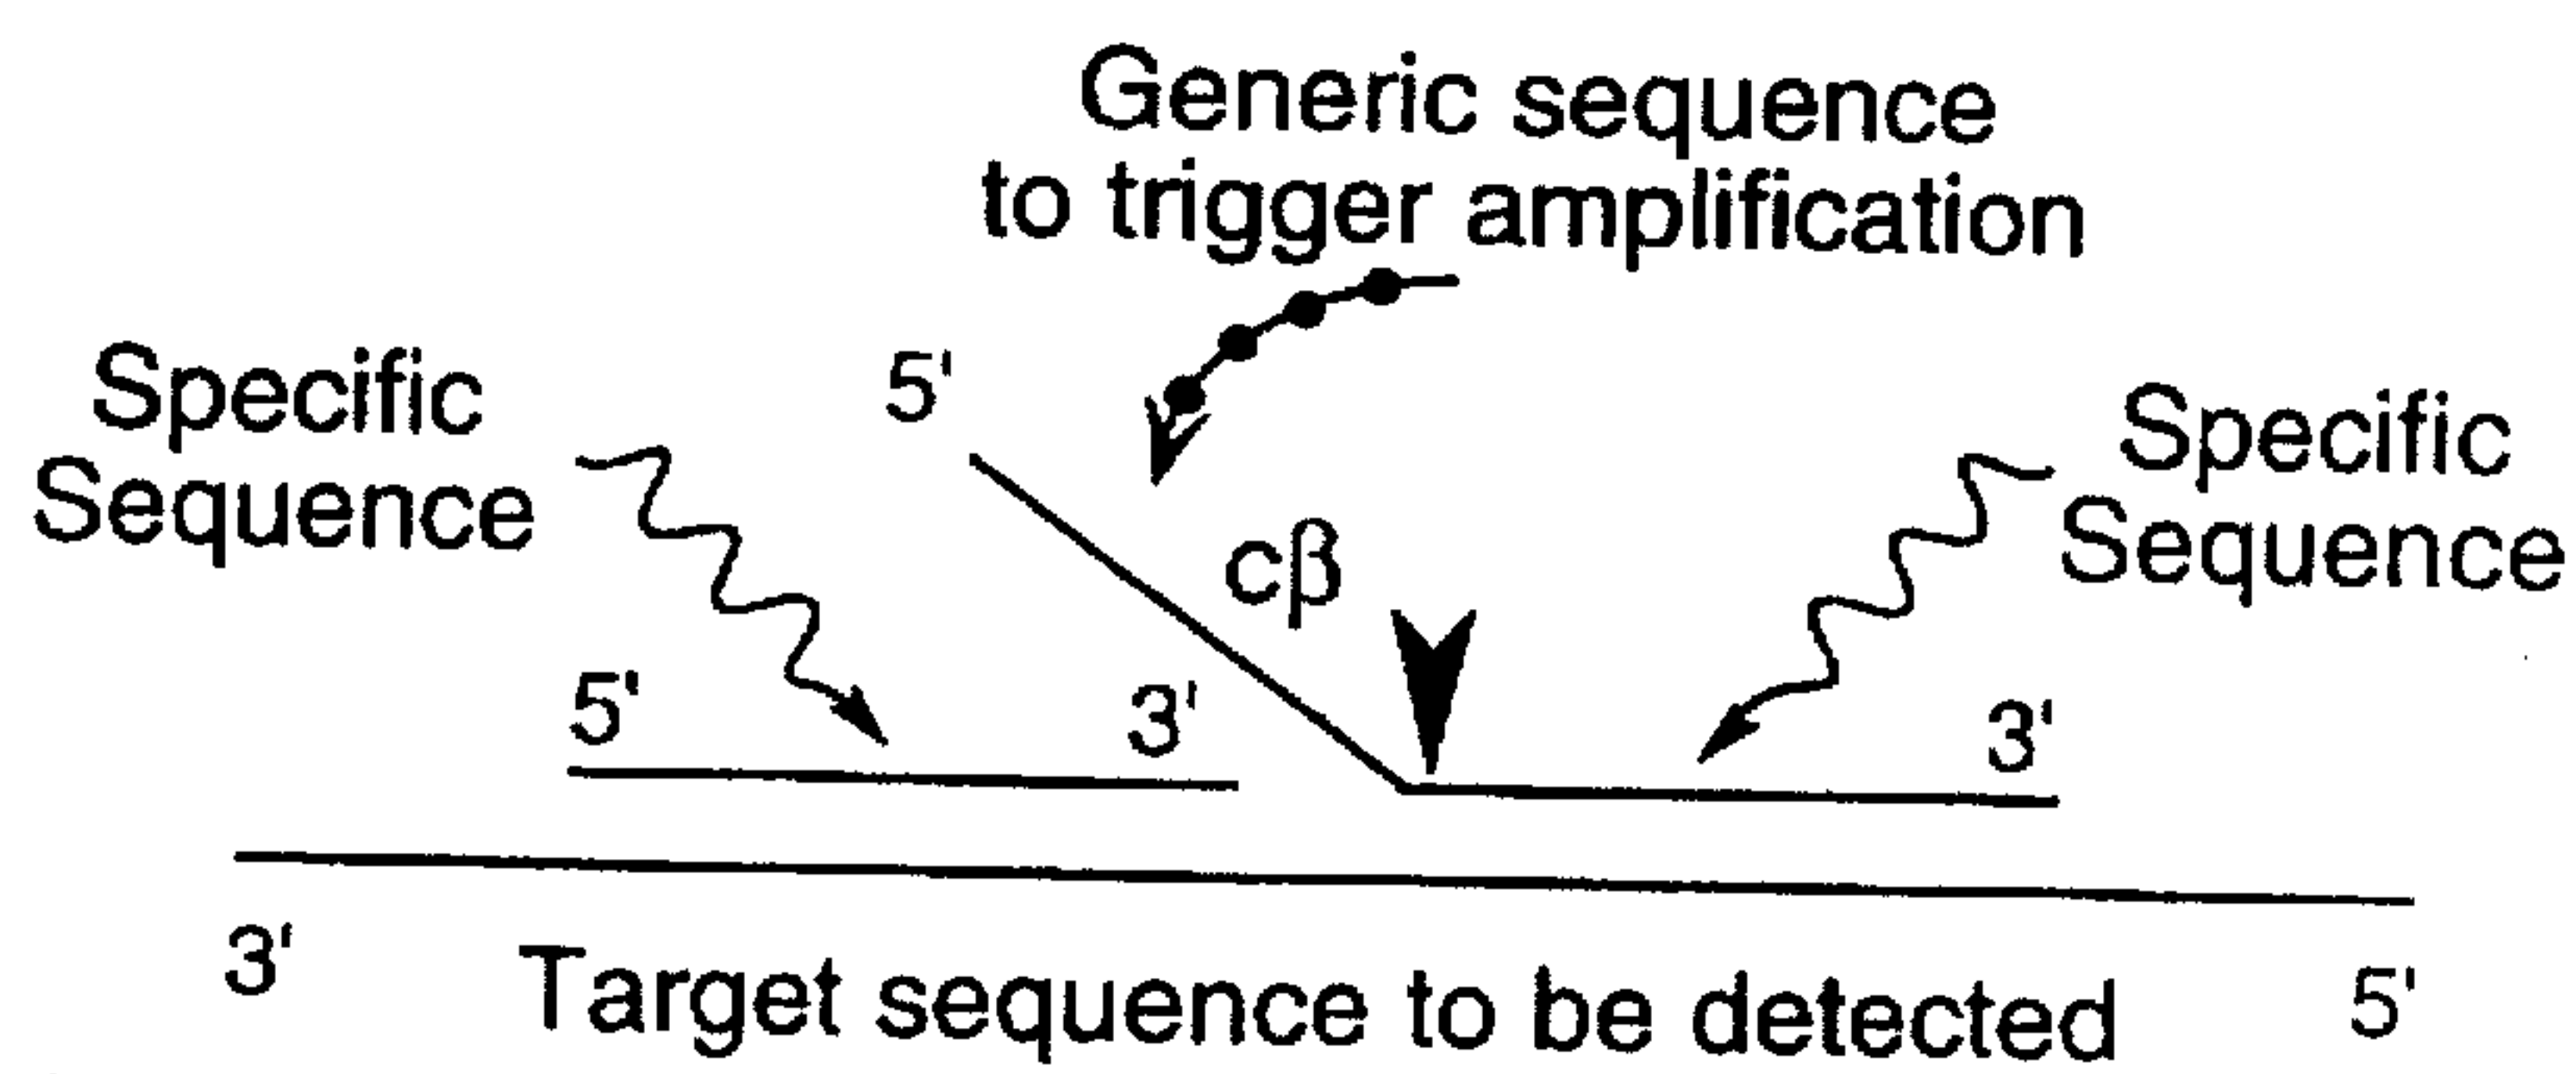 Generic sequence
to trigger amplification
Specific
Sequence
5'
cβ
Specific
Sequence
5'
3'
3'
3'
Target sequence to be detected
5'